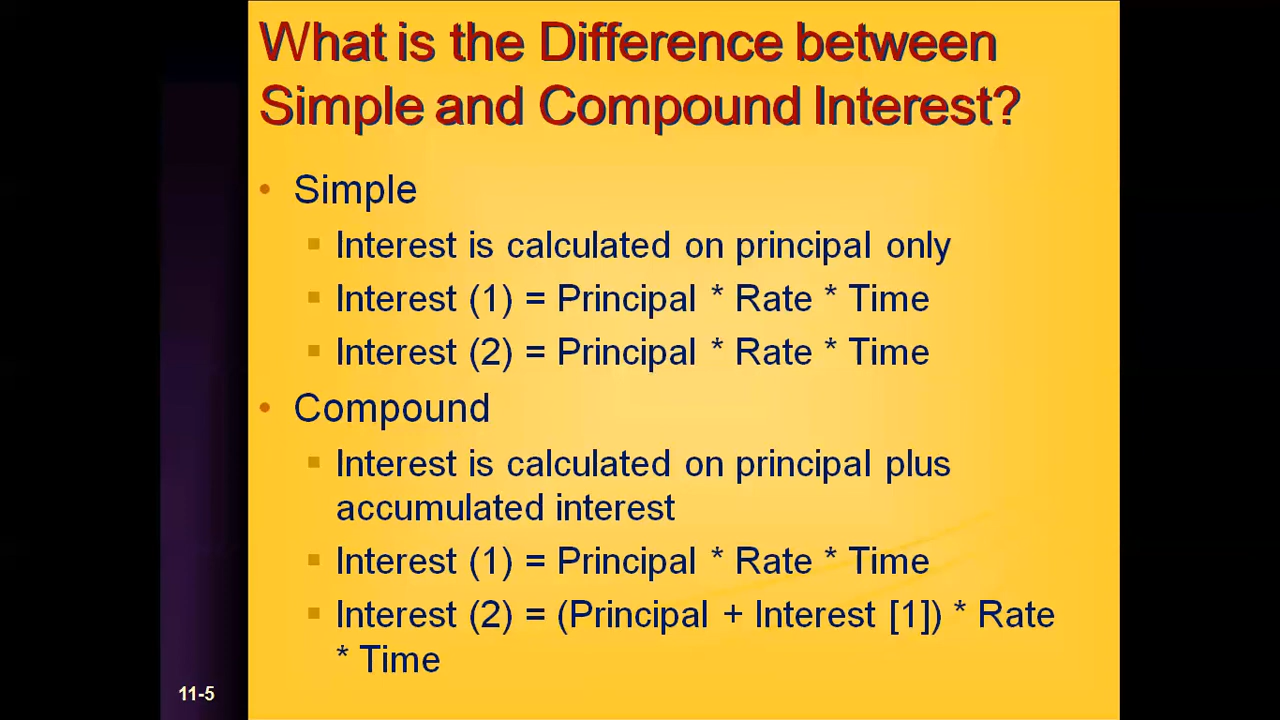 What is the Difference between
Simple and Compound Interest?
• Simple
▪ Interest is calculated on principal only
▪ Interest (1) = Principal * Rate * Time
▪ Interest (2) = Principal * Rate * Time
• Compound
▪ Interest is calculated on principal plus
accumulated interest
▪ Interest (1) = Principal * Rate * Time
▪ Interest (2) = (Principal + Interest [1]) * Rate
* Time
11-5